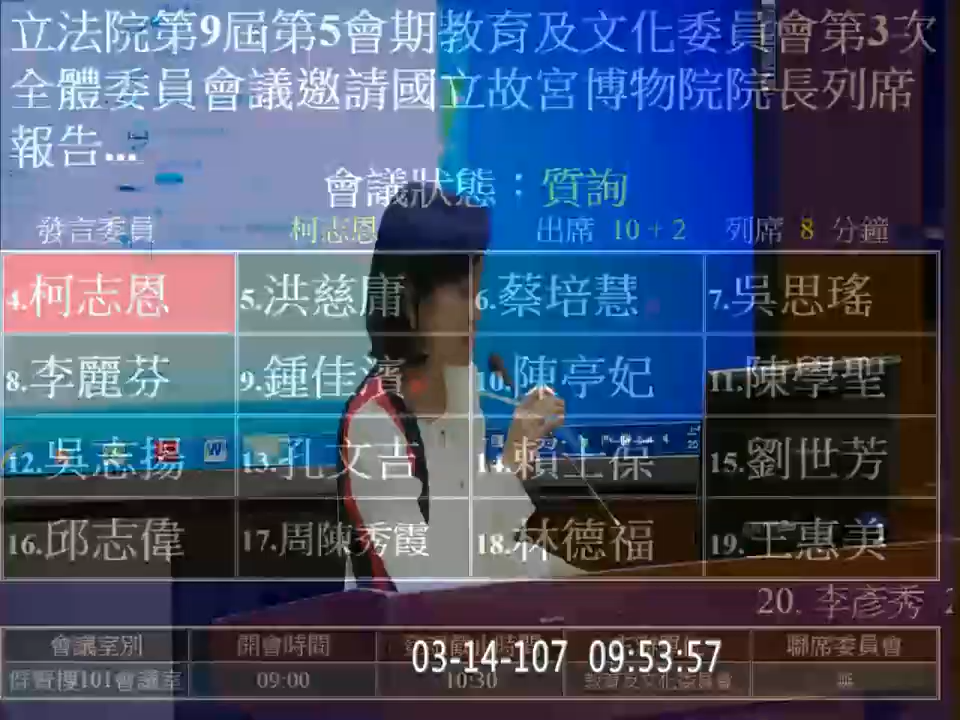 立法院第9屆第5會期教育及文化委員會第3次
全體委員會議邀請國立故宮博物院院長列席
報告...
會議狀態：質詢
發言委員 柯志恩 出席 10 + 2 列席 8 分鐘
4.柯志恩 5.洪慈庸 6.蔡培慧 7.吳思瑤
8.李麗芬 9.鍾佳濱 10.陳亭妃 11.陳學聖
12.吳志揚 13.孔文吉 14.賴士葆 15.劉世芳
16.邱志偉 17.周陳秀霞 18.林德福 19.王惠美
20. 李彥秀
會議室別 開會時間 聯席委員會
群賢樓101會議室 09:00 10:30 教育及文化委員會 無
03-14-107 09:53:57